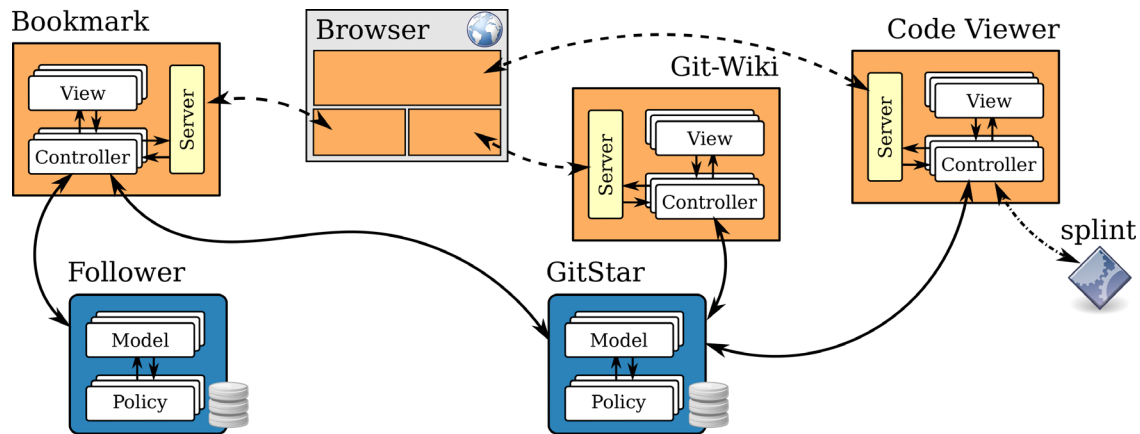 Bookmark
View
Controller
Server
Browser
Git-Wiki
Server
View
Controller
Code Viewer
Server
View
Controller
splint
Follower
Model
Policy
GitStar
Model
Policy